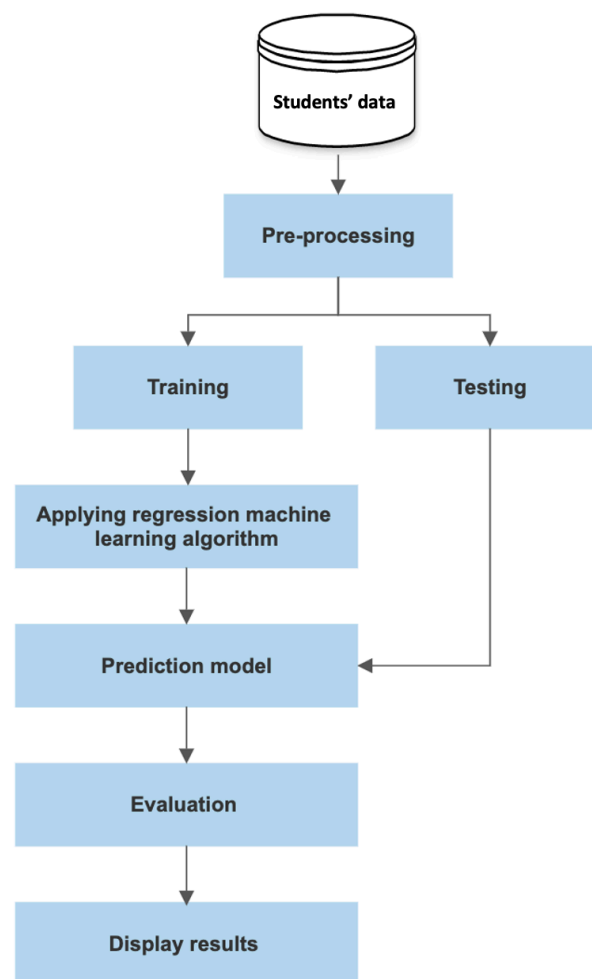 Students’ data
Pre-processing
Training
Testing
Applying regression machine
learning algorithm
Prediction model
Evaluation
Display results